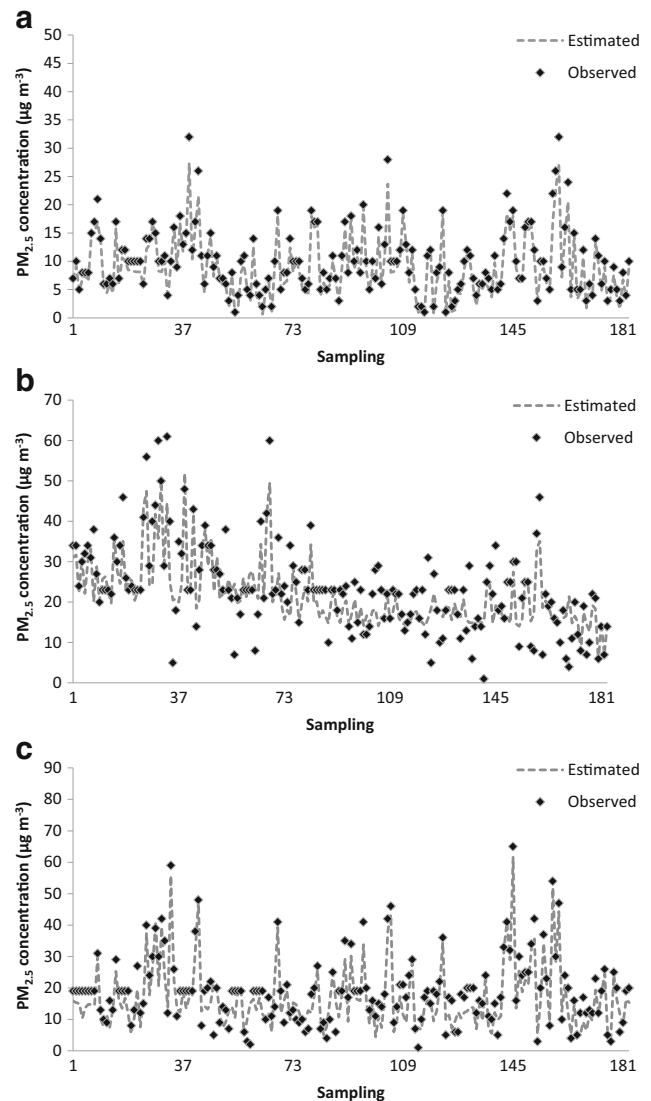 a
50
45
40
35
30
25
20
15
10
5
0
PM2.5 concentration (µg m-3)
Estimated
Observed
1 37 73 109 145 181
Sampling
b
70
60
50
40
30
20
10
0
PM2.5 concentration (µg m-3)
Estimated
Observed
1 37 73 109 145 181
Sampling
c
90
80
70
60
50
40
30
20
10
0
PM2.5 concentration (µg m-3)
Estimated
Observed
1 37 73 109 145 181
Sampling